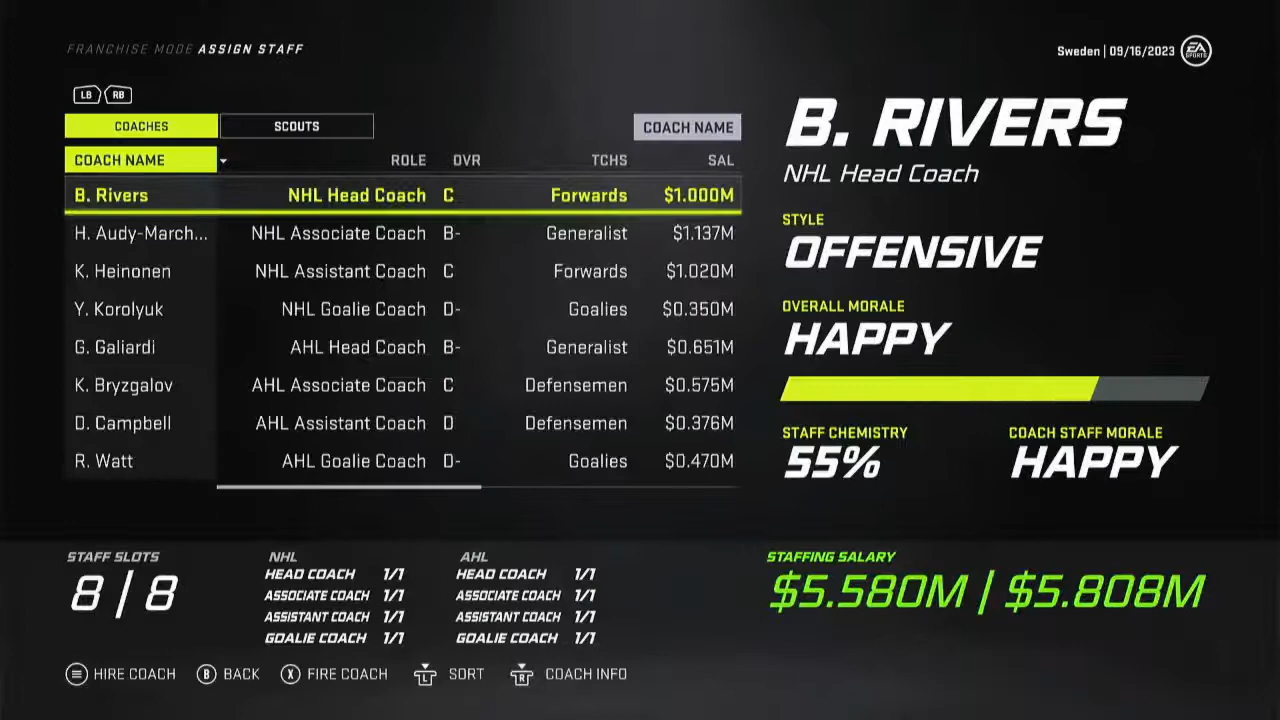 FRANCHISE MODE ASSIGN STAFF
Sweden | 09/16/2023 EA SPORTS
LB RB
COACHES SCOUTS COACH NAME
COACH NAME ROLE OVR TCHS SAL
B. Rivers NHL Head Coach C Forwards $1.000M
H. Audy-March... NHL Associate Coach B- Generalist $1.137M
K. Heinonen NHL Assistant Coach C Forwards $1.020M
Y. Korolyuk NHL Goalie Coach D- Goalies $0.350M
G. Galiardi AHL Head Coach B- Generalist $0.651M
K. Bryzgalov AHL Associate Coach C Defensemen $0.575M
D. Campbell AHL Assistant Coach D Defensemen $0.376M
R. Watt AHL Goalie Coach D- Goalies $0.470M
B. RIVERS
NHL Head Coach
STYLE
OFFENSIVE
OVERALL MORALE
HAPPY
STAFF CHEMISTRY COACH STAFF MORALE
55% HAPPY
STAFF SLOTS NHL AHL STAFFING SALARY
8 / 8 $5.580M / $5.808M
HEAD COACH 1/1 HEAD COACH 1/1
ASSOCIATE COACH 1/1 ASSOCIATE COACH 1/1
ASSISTANT COACH 1/1 ASSISTANT COACH 1/1
GOALIE COACH 1/1 GOALIE COACH 1/1
HIRE COACH B BACK X FIRE COACH L SORT R COACH INFO